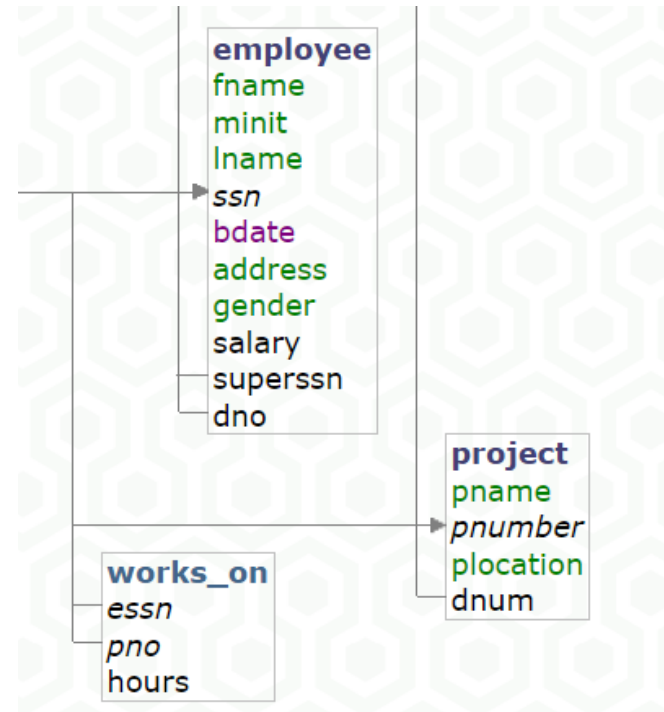 employee
fname
minit
lname
ssn
bdate
address
gender
salary
superssn
dno
project
pname
pnumber
plocation
dnum
works_on
essn
pno
hours